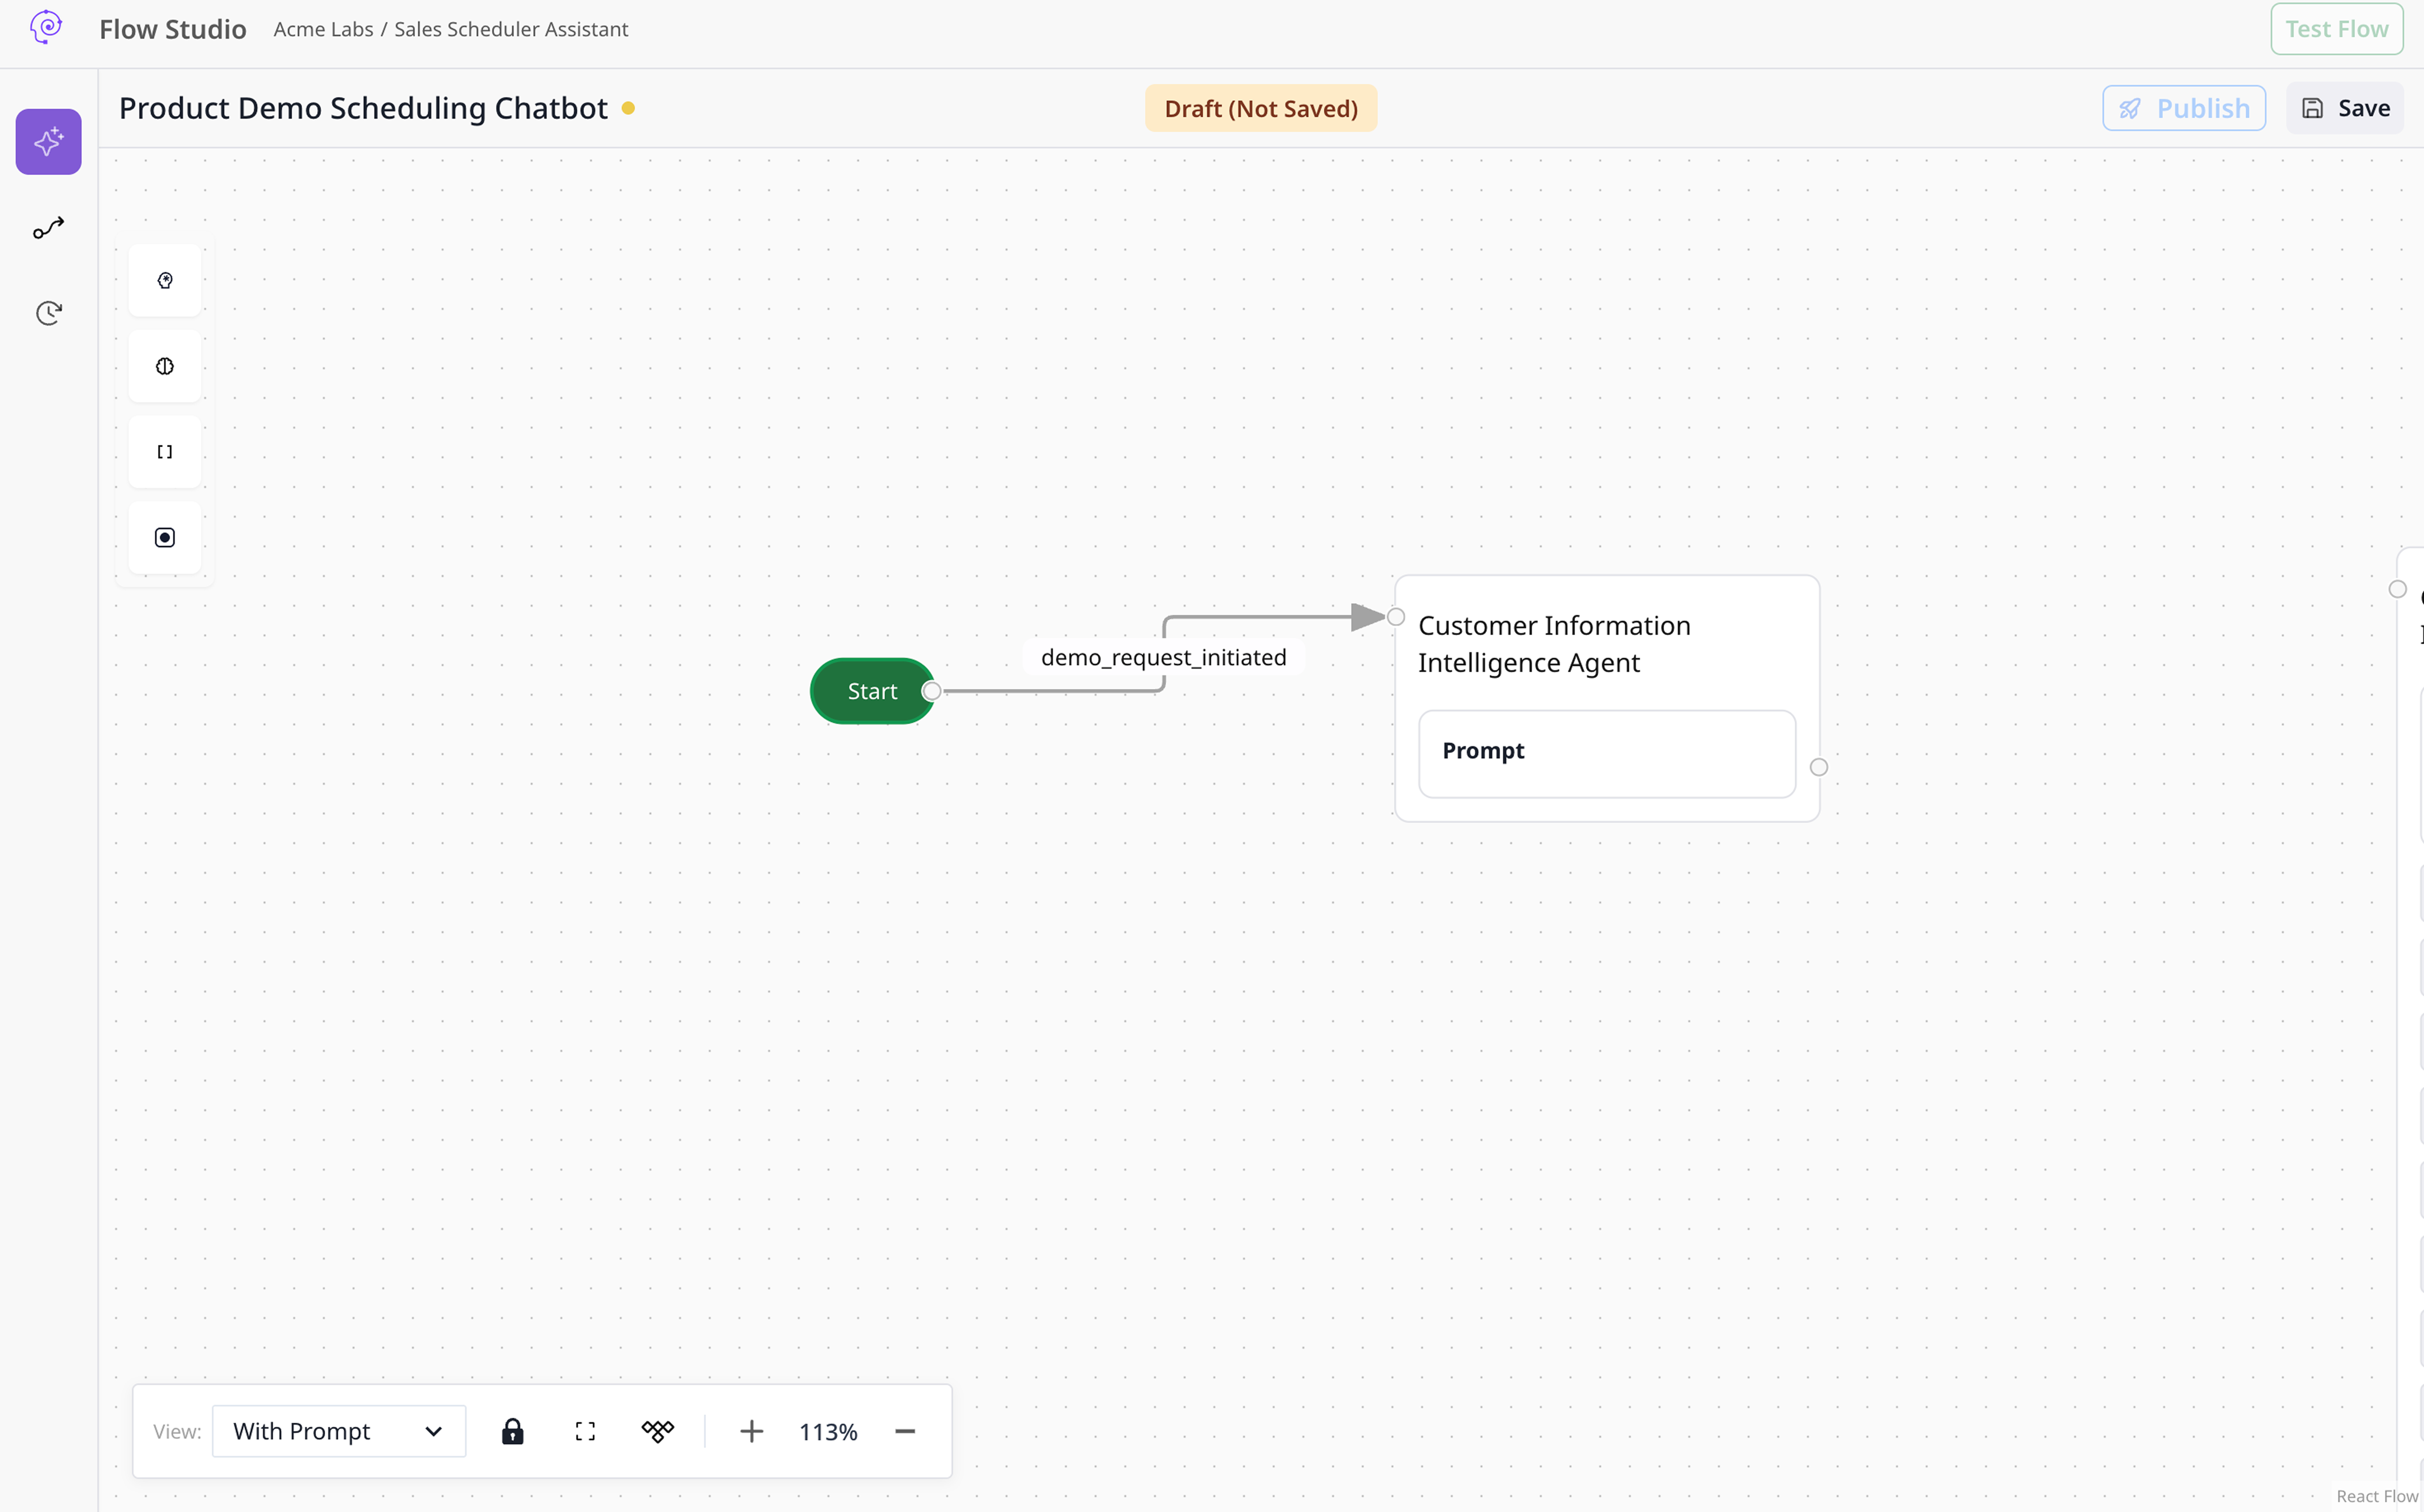 Flow Studio
Acme Labs / Sales Scheduler Assistant
Test Flow
Product Demo Scheduling Chatbot
Draft (Not Saved)
Publish
Save
demo_request_initiated
Start
Customer Information
Intelligence Agent
Prompt
View:
With Prompt
113%
React Flow